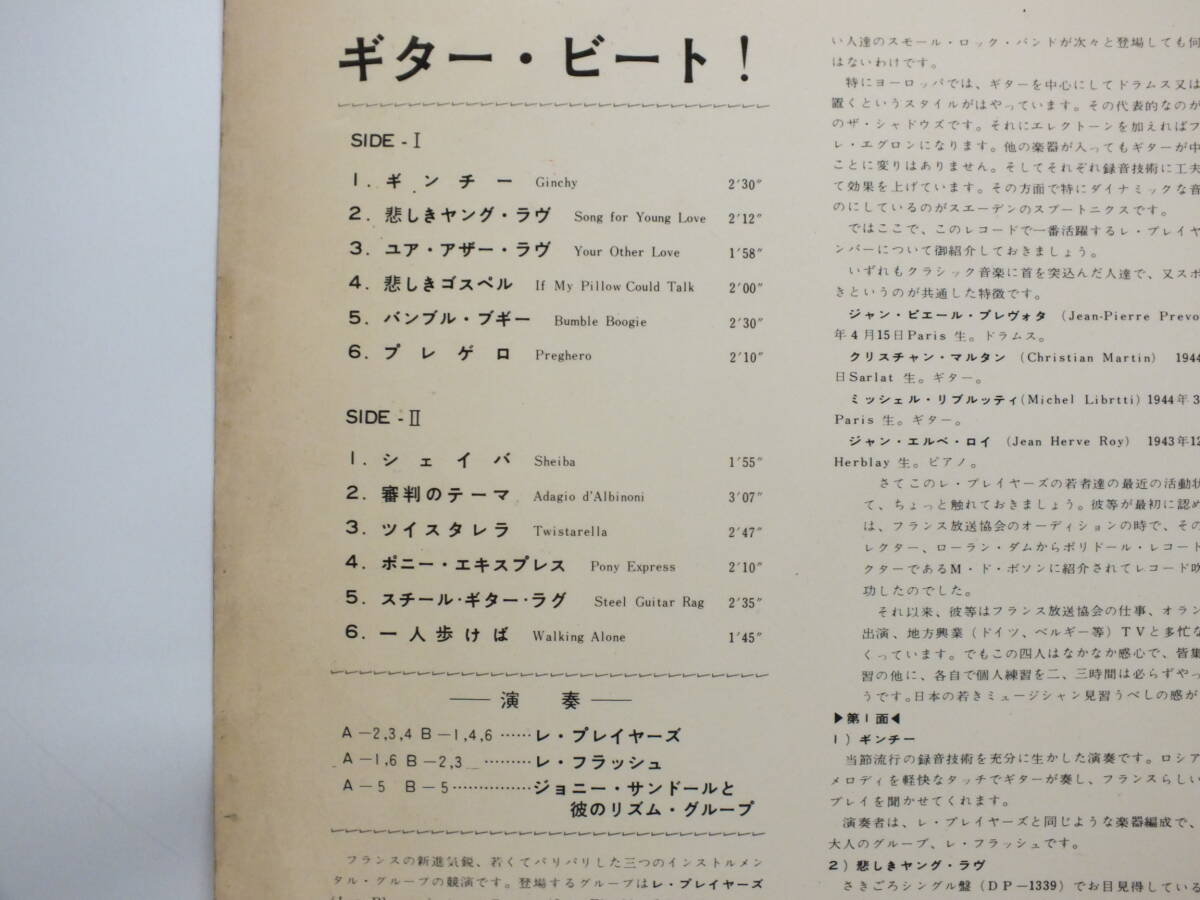 ギター・ビート！
SIDE - I
1. ギンチー Ginchy 2′30″
2. 悲しきヤング・ラヴ Song for Young Love 2′12″
3. ユア・アザー・ラヴ Your Other Love 1′58″
4. 悲しきゴスペル If My Pillow Could Talk 2′00″
5. バンブル・ブギー Bumble Boogie 2′30″
6. プレゲロ Preghero 2′10″
SIDE - II
1. シェイバ Sheiba 1′55″
2. 審判のテーマ Adagio d'Albinoni 3′07″
3. ツイスタレラ Twistarella 2′47″
4. ポニー・エキスプレス Pony Express 2′10″
5. スチール・ギター・ラグ Steel Guitar Rag 2′35″
6. 一人歩けば Walking Alone 1′45″
── 演 奏 ──
A－2,3,4 B－1,4,6 ……レ・プレイヤーズ
A－1,6 B－2,3 ………レ・フラッシュ
A－5 B－5 ……………ジョニー・サンドールと
彼のリズム・グループ
フランスの新進気鋭、若くてパリパリした三つのインストルメン
タル・グループの競演です。登場するグループはレ・プレイヤーズ
い人達のスモール・ロック・バンドが次々と登場しても何
はないわけです。
特にヨーロッパでは、ギターを中心にしてドラムス又は
置くというスタイルがはやっています。その代表的なのが
のザ・シャドウズです。それにエレクトーンを加えればフ
レ・エグロンになります。他の楽器が入ってもギターが中
ことに変りはありません。そしてそれぞれ録音技術に工夫
て効果を上げています。その方面で特にダイナミックな音
のにしているのがスエーデンのスプートニクスです。
ではここで、このレコードで一番活躍するレ・プレイヤ
ンバーについて御紹介しておきましょう。
いずれもクラシック音楽に首を突込んだ人達で、又スポ
きというのが共通した特徴です。
ジャン・ピエール・プレヴォタ (Jean-Pierre Prevo
年4月15日Paris 生。ドラムス。
クリスチャン・マルタン (Christian Martin) 1944
日Sarlat 生。ギター。
ミッシェル・リブルッティ(Michel Librtti) 1944年3
Paris 生。ギター。
ジャン・エルベ・ロイ (Jean Herve Roy) 1943年12
Herblay 生。ピアノ。
さてこのレ・プレイヤーズの若者達の最近の活動状
て、ちょっと触れておきましょう。彼等が最初に認め
は、フランス放送協会のオーディションの時で、その
レクター、ローラン・ダムからポリドール・レコード
クターであるM・ド・ボソンに紹介されてレコード吹
功したのでした。
それ以来、彼等はフランス放送協会の仕事、オラン
出演、地方興業（ドイツ、ベルギー等）TVと多忙な
くっています。でもこの四人はなかなか感心で、皆集
習の他に、各自で個人練習を二、三時間は必らずやっ
うです。日本の若きミュージシャン見習うべしの感が
▶第1面◀
1）ギンチー
当節流行の録音技術を充分に生かした演奏です。ロシア
メロディを軽快なタッチでギターが奏し、フランスらしい
プレイを聞かせてくれます。
演奏者は、レ・プレイヤーズと同じような楽器編成で、
大人のグループ、レ・フラッシュです。
2）悲しきヤング・ラヴ
さきごろシングル盤（DP－1339）でお目見得している